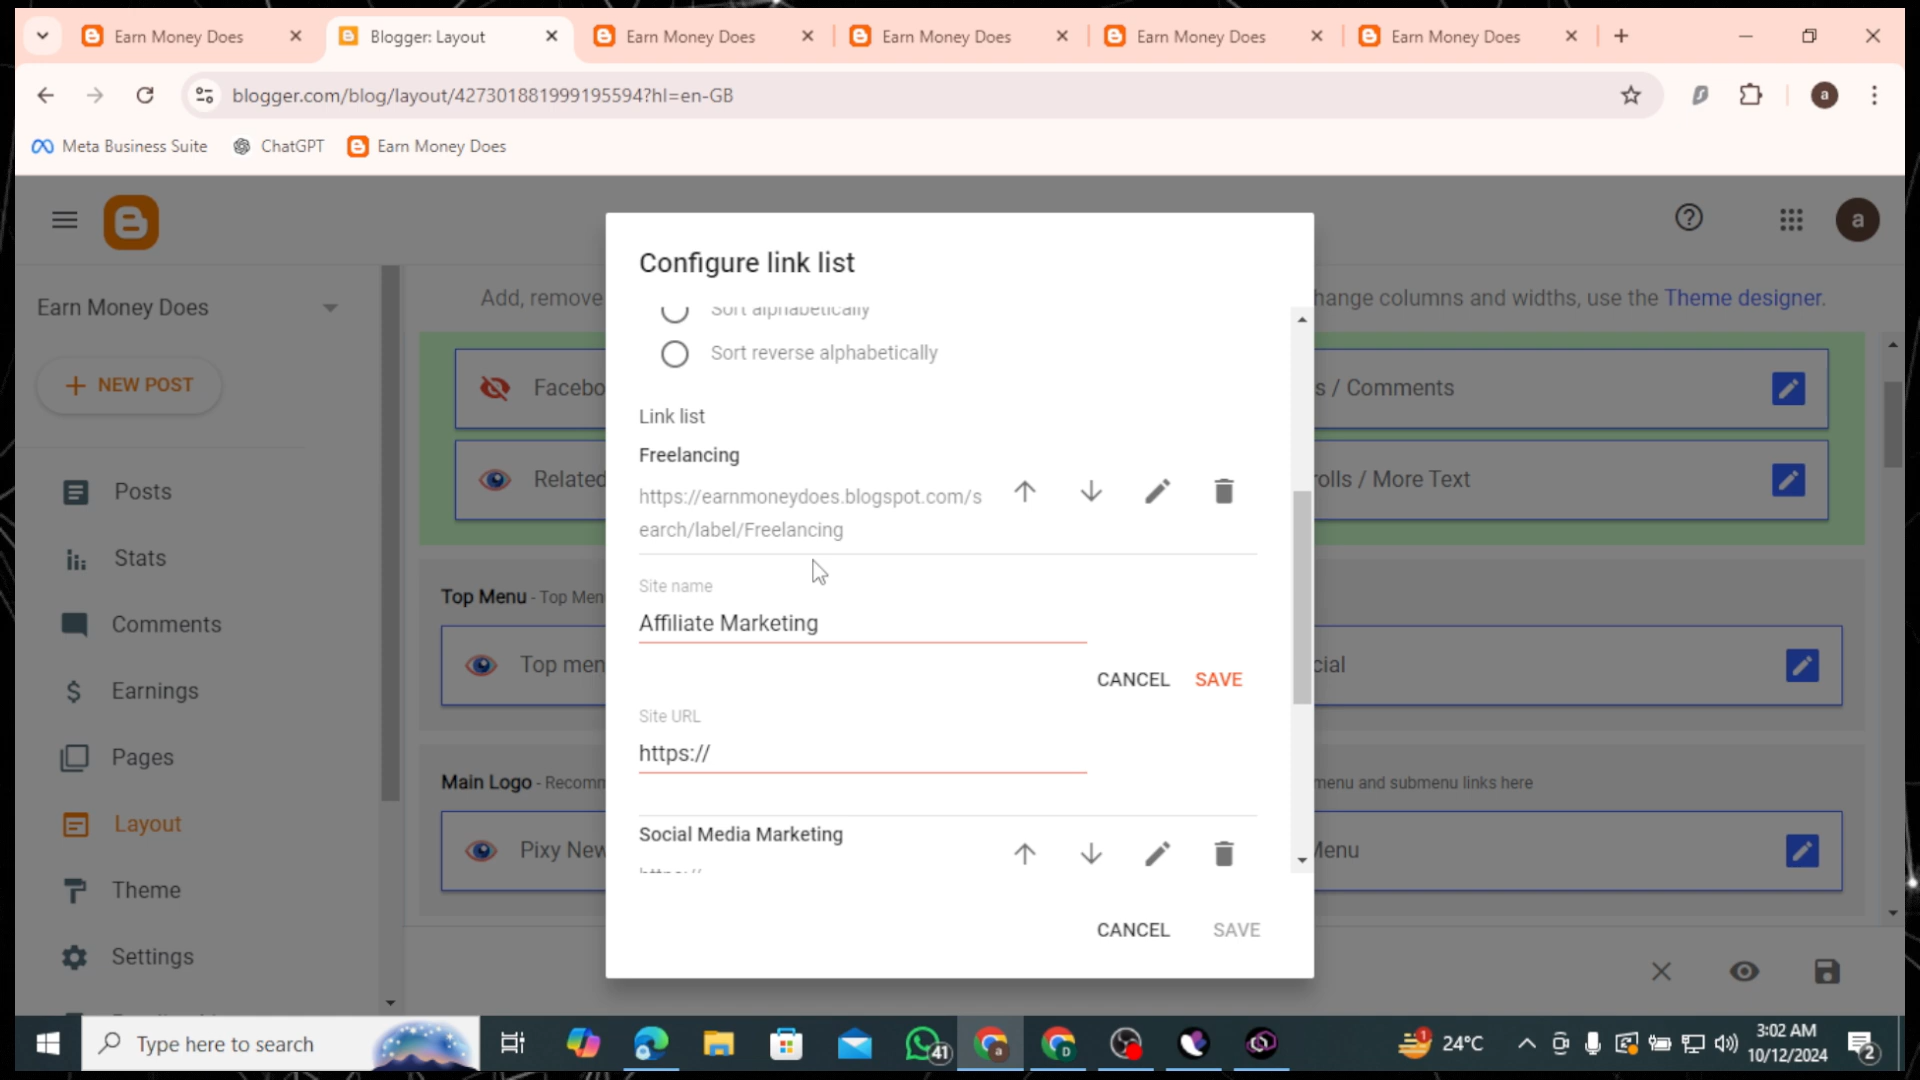 Earn Money Does
Blogger: Layout
Earn Money Does
Earn Money Does
Earn Money Does
Earn Money Does
blogger.com/blog/layout/427301881999195594?hl=en-GB
a
Meta Business Suite
ChatGPT
Earn Money Does
a
Earn Money Does
NEW POST
Posts
Stats
Comments
Earnings
Pages
Layout
Theme
Settings
Add, remove
hange columns and widths, use the Theme designer.
Facebo
s / Comments
Related
rolls / More Text
Top Menu - Top Men
Top men
cial
Main Logo - Recomm
menu and submenu links here
Pixy New
Menu
Configure link list
Sort alphabetically
Sort reverse alphabetically
Link list
Freelancing
https://earnmoneydoes.blogspot.com/s
earch/label/Freelancing
Site name
Affiliate Marketing
CANCEL SAVE
Site URL
https://
Social Media Marketing
https://
CANCEL SAVE
Type here to search
41
a
D
1
24°C
3:02 AM
10/12/2024
2